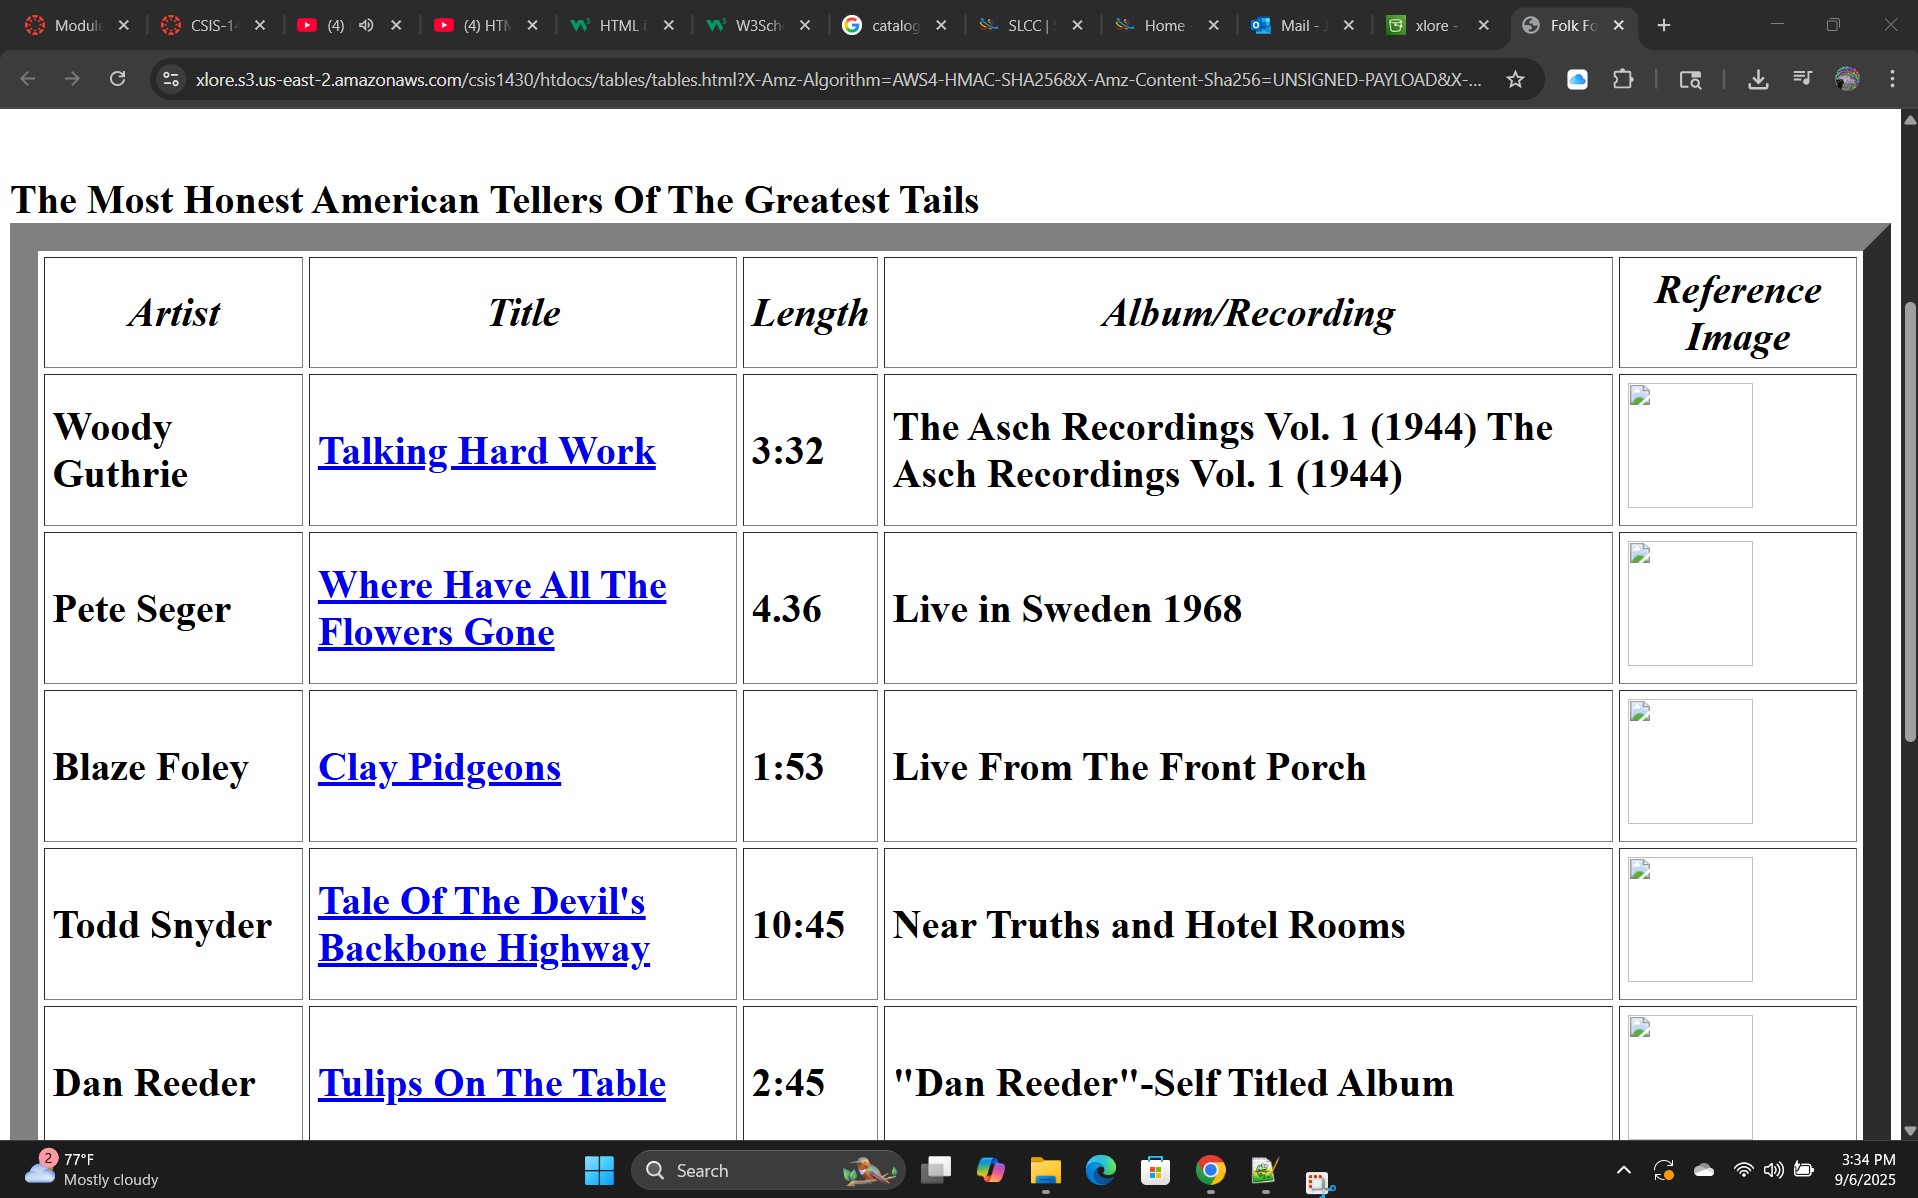 Module
CSIS-14
(4)
(4) HTM
HTML i
W3Sch
catalog
SLCC |
Home
Mail -
xlore -
Folk Fo
xlore.s3.us-east-2.amazonaws.com/csis1430/htdocs/tables/tables.html?X-Amz-Algorithm=AWS4-HMAC-SHA256&X-Amz-Content-Sha256=UNSIGNED-PAYLOAD&X-...
The Most Honest American Tellers Of The Greatest Tails
Artist
Title
Length
Album/Recording
Reference
Image
Woody
Guthrie
Talking Hard Work
3:32
The Asch Recordings Vol. 1 (1944) The
Asch Recordings Vol. 1 (1944)
Pete Seger
Where Have All The
Flowers Gone
4.36
Live in Sweden 1968
Blaze Foley
Clay Pidgeons
1:53
Live From The Front Porch
Todd Snyder
Tale Of The Devil's
Backbone Highway
10:45
Near Truths and Hotel Rooms
Dan Reeder
Tulips On The Table
2:45
"Dan Reeder"-Self Titled Album
2
77°F
Mostly cloudy
Search
3:34 PM
9/6/2025